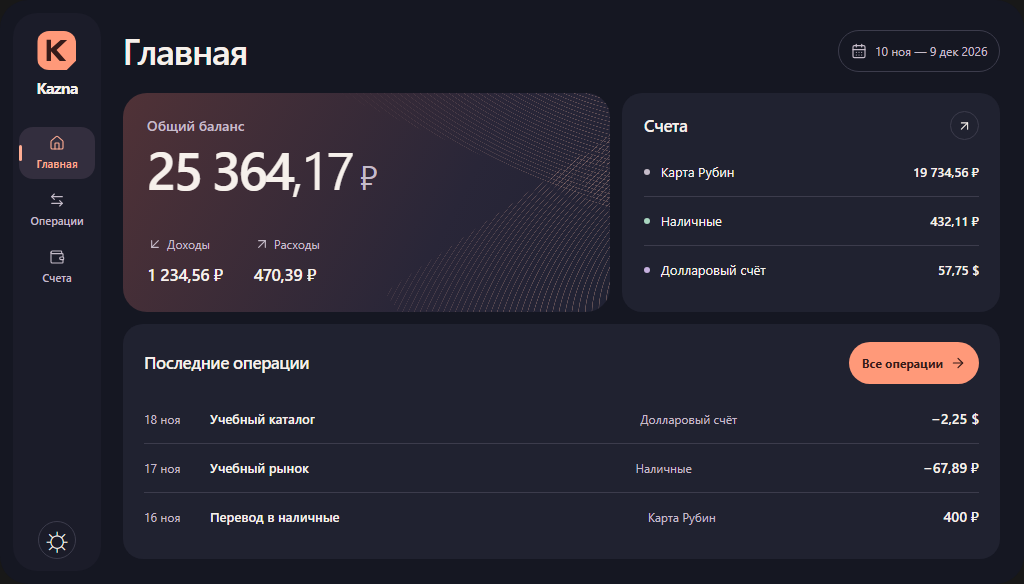 Kazna
Главная
Операции
Счета
Главная
10 ноя — 9 дек 2026
Общий баланс
25 364,17 ₽
Доходы Расходы
1 234,56 ₽ 470,39 ₽
Счета
Карта Рубин 19 734,56 ₽
Наличные 432,11 ₽
Долларовый счёт 57,75 $
Последние операции
Все операции
18 ноя Учебный каталог Долларовый счёт −2,25 $
17 ноя Учебный рынок Наличные −67,89 ₽
16 ноя Перевод в наличные Карта Рубин 400 ₽